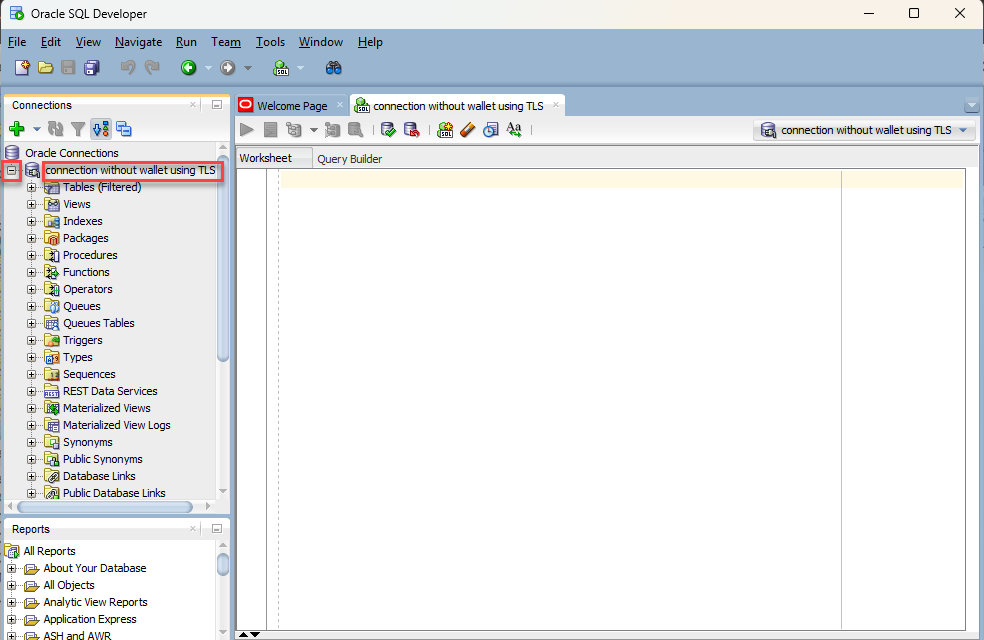 Oracle SQL Developer
File Edit View Navigate Run Team Tools Window Help
Connections
Oracle Connections
connection without wallet using TLS
Tables (Filtered)
Views
Indexes
Packages
Procedures
Functions
Operators
Queues
Queues Tables
Triggers
Types
Sequences
REST Data Services
Materialized Views
Materialized View Logs
Synonyms
Public Synonyms
Database Links
Public Database Links
Reports
All Reports
About Your Database
All Objects
Analytic View Reports
Application Express
ASH and AWR
Welcome Page
connection without wallet using TLS
connection without wallet using TLS
Worksheet
Query Builder